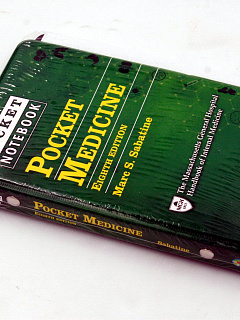 POCKET
NOTEBOOK
POCKET
MEDICINE
EIGHTH EDITION
Marc S. Sabatine
The Massachusetts General Hospital
Handbook of Internal Medicine
POCKET MEDICINE
EIGHTH EDITION
Sabatine